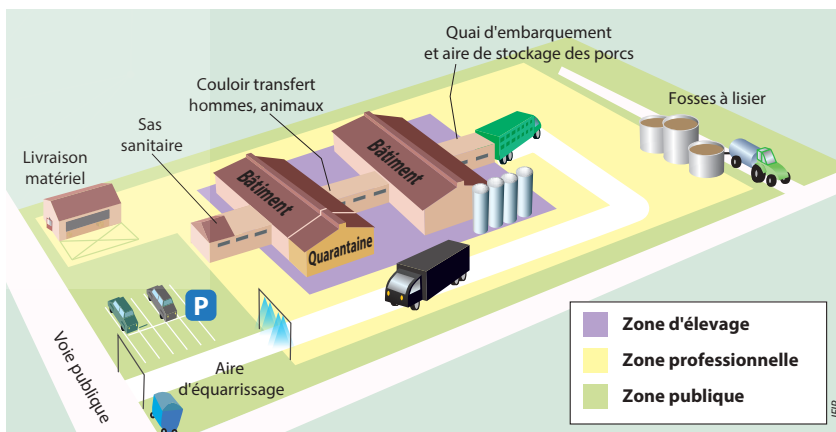 Quai d'embarquement
et aire de stockage des porcs
Couloir transfert
hommes, animaux
Fosses à lisier
Sas
sanitaire
Livraison
matériel
Bâtiment
Bâtiment
Quarantaine
P
Voie publique
Aire
d'équarrissage
Zone d'élevage
Zone professionnelle
Zone publique
IFIP